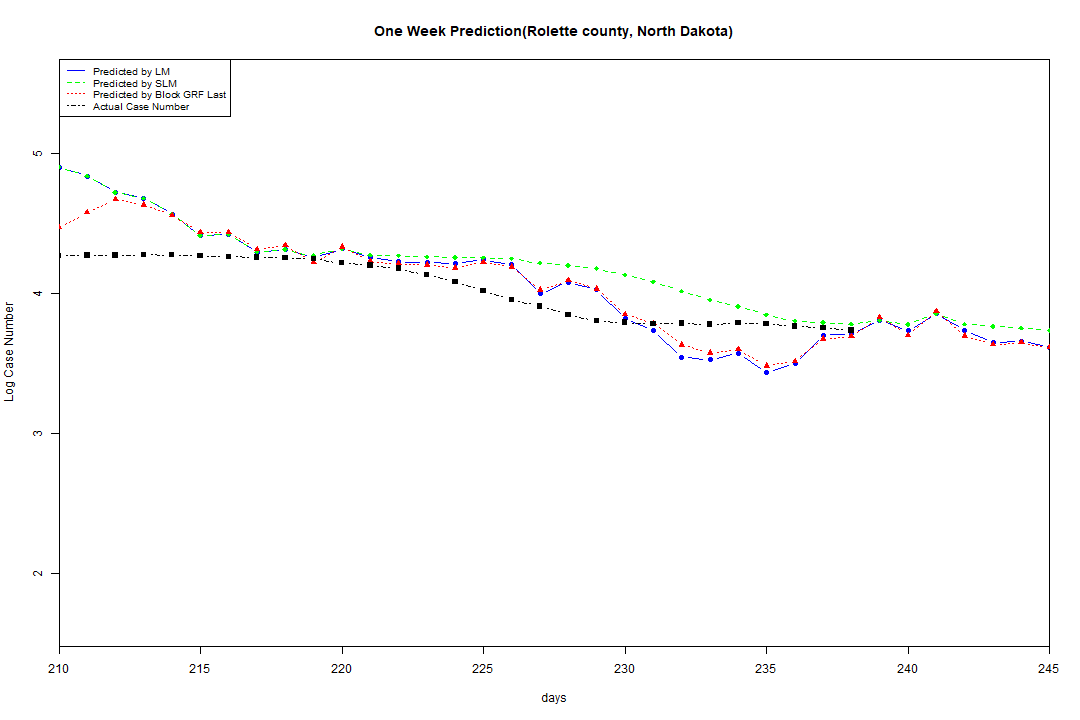 One Week Prediction(Rolette county, North Dakota)
Predicted by LM
Predicted by SLM
Predicted by Block GRF Last
Actual Case Number
5
4
3
2
Log Case Number
210 215 220 225 230 235 240 245
days